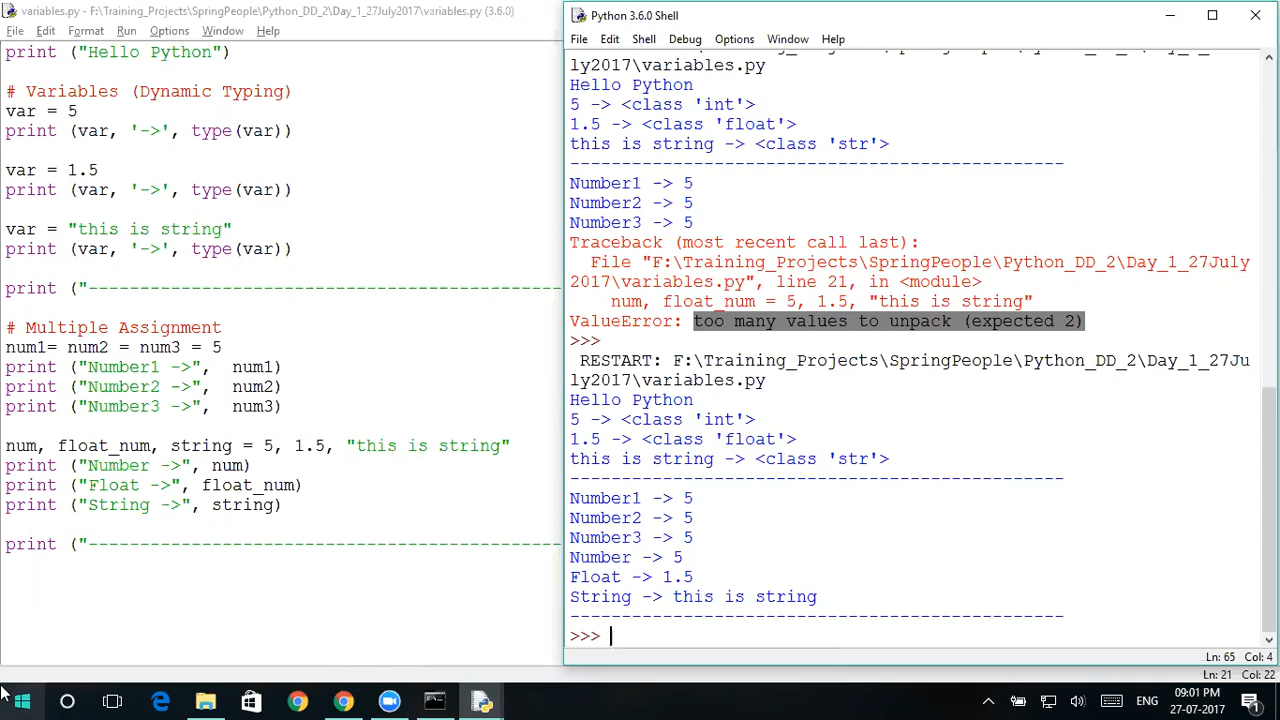 variables.py - F:\Training_Projects\SpringPeople\Python_DD_2\Day_1_27July2017\variables.py (3.6.0)
File Edit Format Run Options Window Help
print ("Hello Python")
# Variables (Dynamic Typing)
var = 5
print (var, '->', type(var))
var = 1.5
print (var, '->', type(var))
var = "this is string"
print (var, '->', type(var))
print ("----------------------------------------------
# Multiple Assignment
num1= num2 = num3 = 5
print ("Number1 ->",  num1)
print ("Number2 ->",  num2)
print ("Number3 ->",  num3)
num, float_num, string = 5, 1.5, "this is string"
print ("Number ->", num)
print ("Float ->", float_num)
print ("String ->", string)
print ("----------------------------------------------
Ln: 21 Col: 22
Python 3.6.0 Shell
File Edit Shell Debug Options Window Help
ly2017\variables.py
Hello Python
5 -> <class 'int'>
1.5 -> <class 'float'>
this is string -> <class 'str'>
------------------------------------------------
Number1 -> 5
Number2 -> 5
Number3 -> 5
Traceback (most recent call last):
  File "F:\Training_Projects\SpringPeople\Python_DD_2\Day_1_27July
2017\variables.py", line 21, in <module>
    num, float_num = 5, 1.5, "this is string"
ValueError: too many values to unpack (expected 2)
>>>
 RESTART: F:\Training_Projects\SpringPeople\Python_DD_2\Day_1_27Ju
ly2017\variables.py
Hello Python
5 -> <class 'int'>
1.5 -> <class 'float'>
this is string -> <class 'str'>
------------------------------------------------
Number1 -> 5
Number2 -> 5
Number3 -> 5
Number -> 5
Float -> 1.5
String -> this is string
------------------------------------------------
>>>
Ln: 65 Col: 4
ENG
09:01 PM
27-07-2017
1